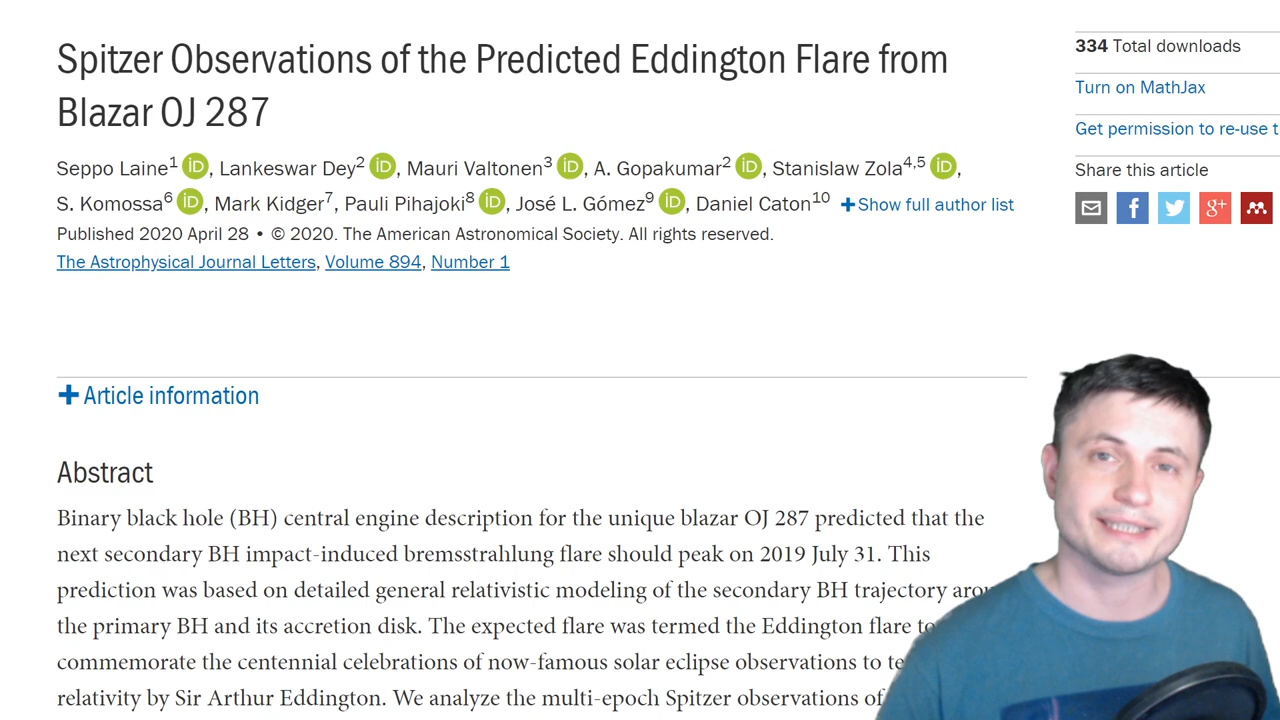 Spitzer Observations of the Predicted Eddington Flare from
Blazar OJ 287
Seppo Laine1 iD, Lankeswar Dey2 iD, Mauri Valtonen3 iD, A. Gopakumar2 iD, Stanislaw Zola4,5 iD,
S. Komossa6 iD, Mark Kidger7, Pauli Pihajoki8 iD, José L. Gómez9 iD, Daniel Caton10 +Show full author list
Published 2020 April 28 • © 2020. The American Astronomical Society. All rights reserved.
The Astrophysical Journal Letters, Volume 894, Number 1
334 Total downloads
Turn on MathJax
Get permission to re-use
Share this article
+ Article information
Abstract
Binary black hole (BH) central engine description for the unique blazar OJ 287 predicted that the
next secondary BH impact-induced bremsstrahlung flare should peak on 2019 July 31. This
prediction was based on detailed general relativistic modeling of the secondary BH trajectory
the primary BH and its accretion disk. The expected flare was termed the Eddington flare to
commemorate the centennial celebrations of now-famous solar eclipse observations to
relativity by Sir Arthur Eddington. We analyze the multi-epoch Spitzer observations of